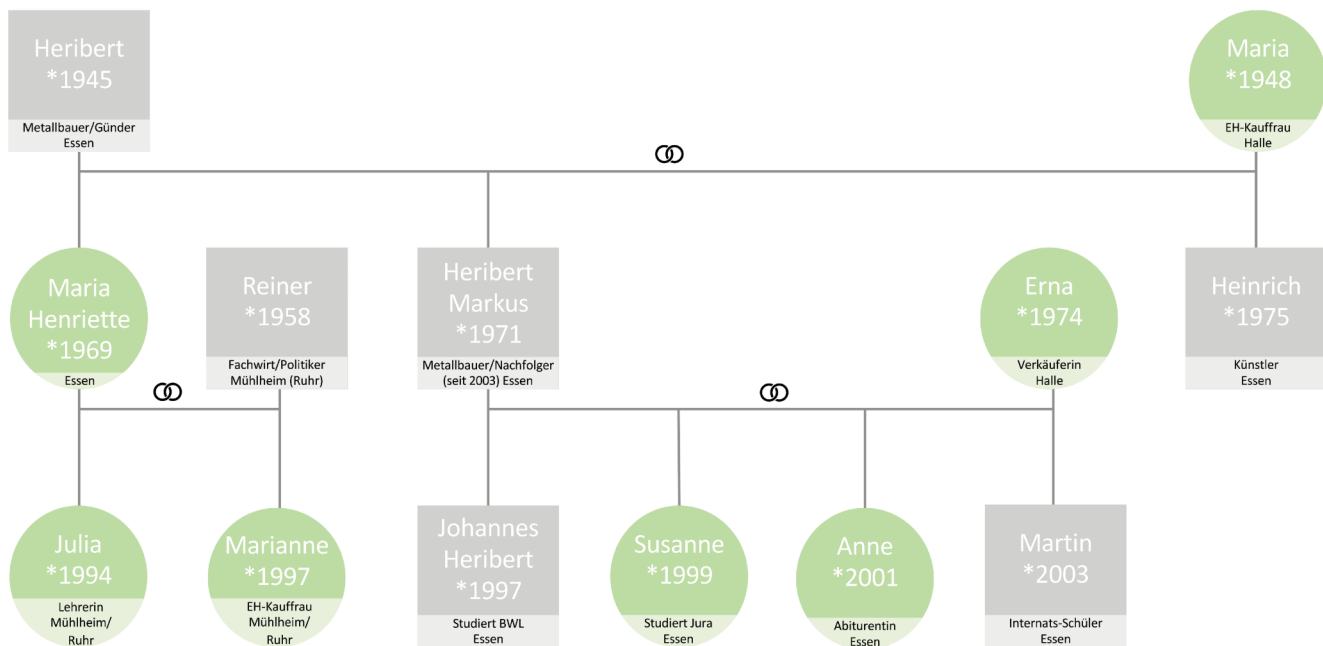 Heribert
*1945
Metallbauer/Günder
Essen
Maria
*1948
EH-Kauffrau
Halle
Maria
Henriette
*1969
Essen
Reiner
*1958
Fachwirt/Politiker
Mühlheim (Ruhr)
Heribert
Markus
*1971
Metallbauer/Nachfolger
(seit 2003) Essen
Erna
*1974
Verkäuferin
Halle
Heinrich
*1975
Künstler
Essen
Julia
*1994
Lehrerin
Mühlheim/
Ruhr
Marianne
*1997
EH-Kauffrau
Mühlheim/
Ruhr
Johannes
Heribert
*1997
Studiert BWL
Essen
Susanne
*1999
Studiert Jura
Essen
Anne
*2001
Abiturentin
Essen
Martin
*2003
Internats-Schüler
Essen